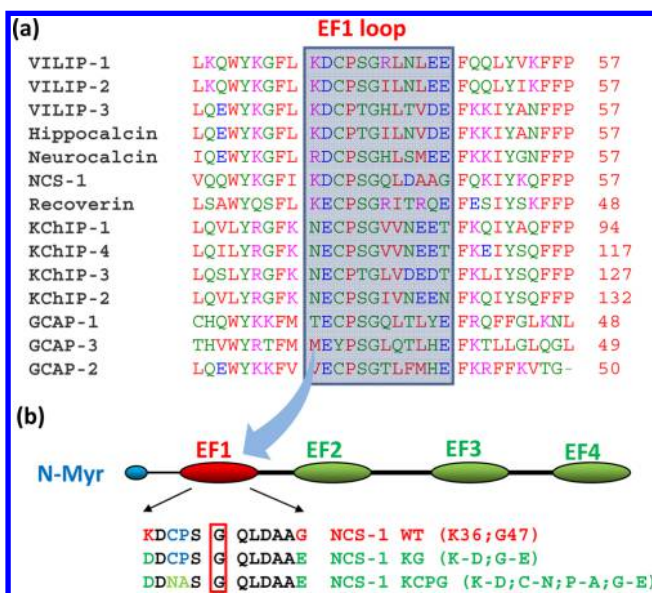 (a) EF1 loop
VILIP-1 LKQWYKGFL KDCPSGRLNLEE FQQLYVKFFP 57
VILIP-2 LKQWYKGFL KDCPSGILNLEE FQQLYIKFFP 57
VILIP-3 LQEWYKGFL KDCPTGHLTVDE FKKIYANFFP 57
Hippocalcin LQEWYKGFL KDCPTGILNVDE FKKIYANFFP 57
Neurocalcin IQEWYKGFL RDCPSGHLSMEE FKKIYGNFFP 57
NCS-1 VQQWYKGFI KDCPSGQLDAAG FQKIYKQFFP 57
Recoverin LSAWYQSFL KECPSGRITRQE FESIYSKFFP 48
KChIP-1 LQVLYRGFK NECPSGVVNEET FKQIYAQFFP 94
KChIP-4 LQILYRGFK NECPSGVVNEET FKEIYSQFFP 117
KChIP-3 LQSLYRGFK NECPTGLVDEDT FKLIYSQFFP 127
KChIP-2 LQVLYRGFK NECPSGIVNEEN FKQIYSQFFP 132
GCAP-1 CHQWYKKFM TECPSGQLTLYE FRQFFGLKNL 48
GCAP-3 THVWYRTFM MEYPSGLQTLHE FKTLLGLQGL 49
GCAP-2 LQEWYKKFV VECPSGTLFMHE FKRFFKVTG- 50
(b)
N-Myr EF1 EF2 EF3 EF4
KDCPS G QLDAAG NCS-1 WT (K36;G47)
DDCPS G QLDAAE NCS-1 KG (K-D;G-E)
DDNAS G QLDAAE NCS-1 KCPG (K-D;C-N;P-A;G-E)